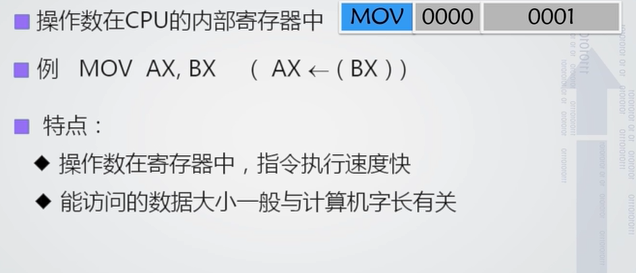 操作数在CPU的内部寄存器中
MOV 0000 0001
例 MOV AX, BX ( AX ← ( BX ) )
特点：
操作数在寄存器中，指令执行速度快
能访问的数据大小一般与计算机字长有关